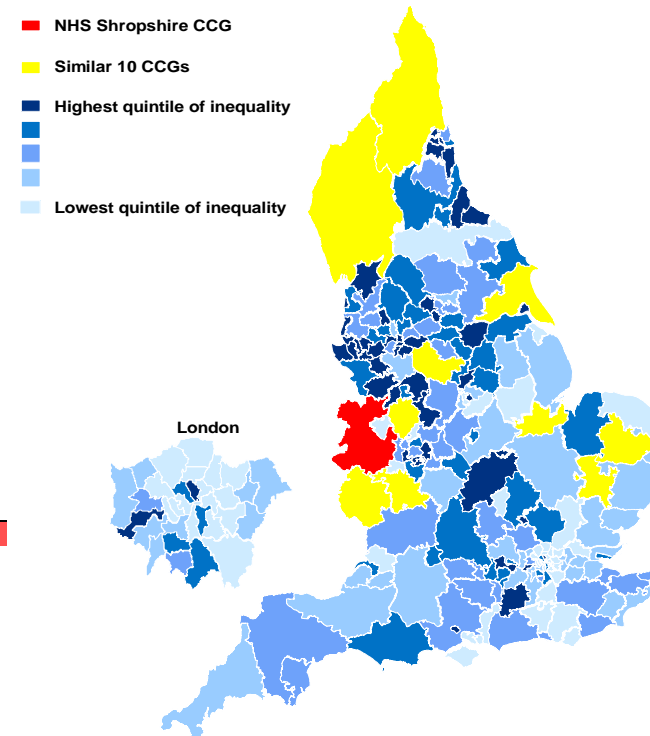 NHS Shropshire CCG
Similar 10 CCGs
Highest quintile of inequality
Lowest quintile of inequality
London